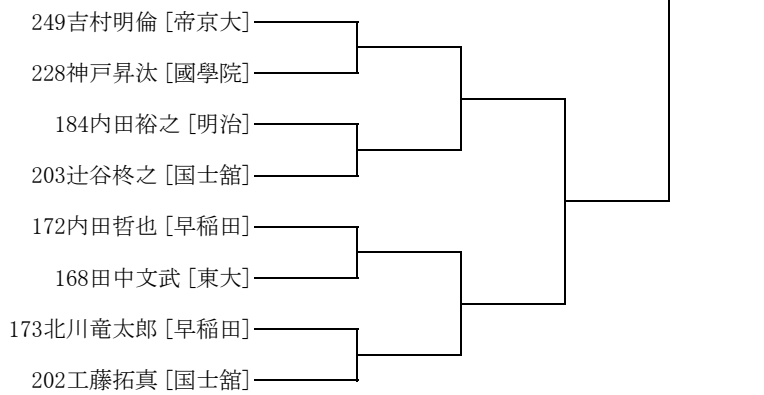 249吉村明倫 [帝京大]
228神戸昇汰 [國學院]
184内田裕之 [明治]
203辻谷柊之 [国士舘]
172内田哲也 [早稲田]
168田中文武 [東大]
173北川竜太郎 [早稲田]
202工藤拓真 [国士舘]